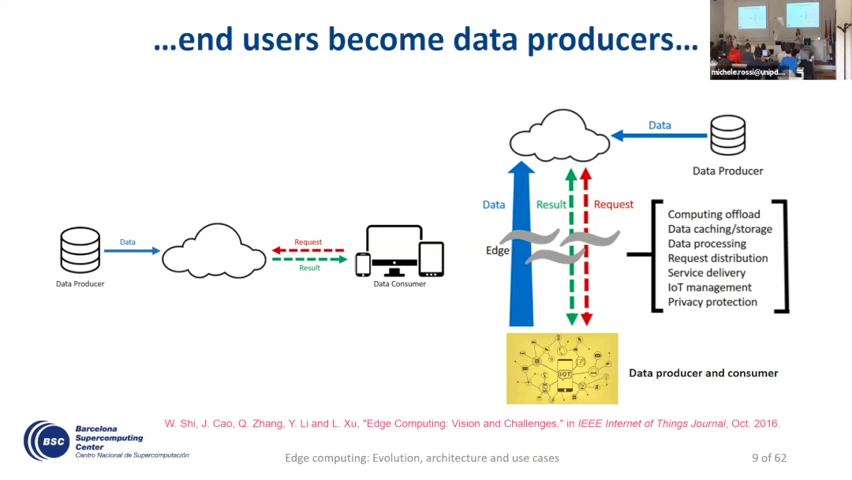 ...end users become data producers...
michele.rossi@unipd....
Data
Request
Result
Data Producer
Data Consumer
Data
Data Producer
Data
Result
Request
Edge
Computing offload
Data caching/storage
Data processing
Request distribution
Service delivery
IoT management
Privacy protection
IOT
Data producer and consumer
W. Shi, J. Cao, Q. Zhang, Y. Li and L. Xu, "Edge Computing: Vision and Challenges," in IEEE Internet of Things Journal, Oct. 2016.
BSC
Barcelona
Supercomputing
Center
Centro Nacional de Supercomputación
Edge computing: Evolution, architecture and use cases
9 of 62